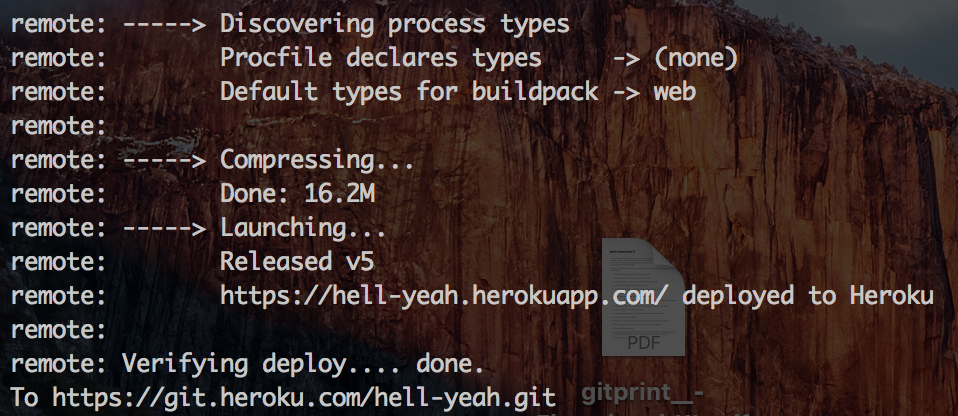 remote: -----> Discovering process types
remote:        Procfile declares types     -> (none)
remote:        Default types for buildpack -> web
remote:
remote: -----> Compressing...
remote:        Done: 16.2M
remote: -----> Launching...
remote:        Released v5
remote:        https://hell-yeah.herokuapp.com/ deployed to Heroku
remote:
remote: Verifying deploy.... done.
To https://git.heroku.com/hell-yeah.git
PDF
gitprint__-